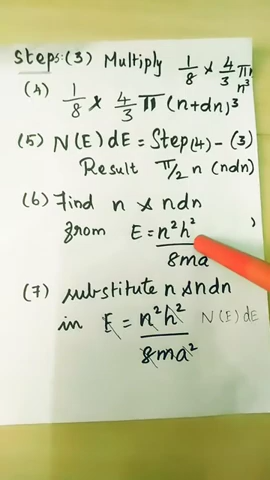 Steps:(3) Multiply 1/8 × 4/3 πn³
(4) 1/8 × 4/3 π (n+dn)³
(5) N(E)dE = Step(4) - (3)
Result π/2 n (ndn)
(6) Find n & ndn
from E = n²h²/8ma
(7) substitute n & ndn
in E = n²h²/8ma² N(E)dE